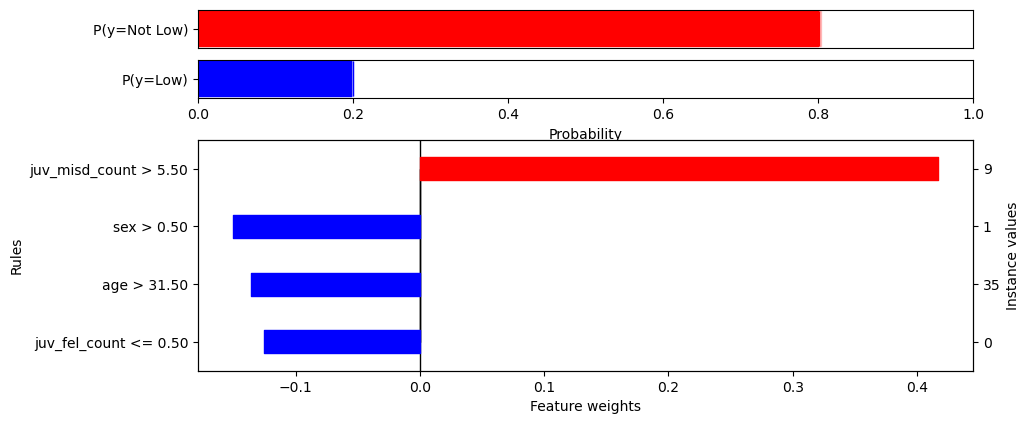 P(y=Not Low)
P(y=Low)
0.0 0.2 0.4 0.6 0.8 1.0
Probability
juv_misd_count > 5.50 9
sex > 0.50 1
age > 31.50 35
juv_fel_count <= 0.50 0
Rules
Instance values
−0.1 0.0 0.1 0.2 0.3 0.4
Feature weights